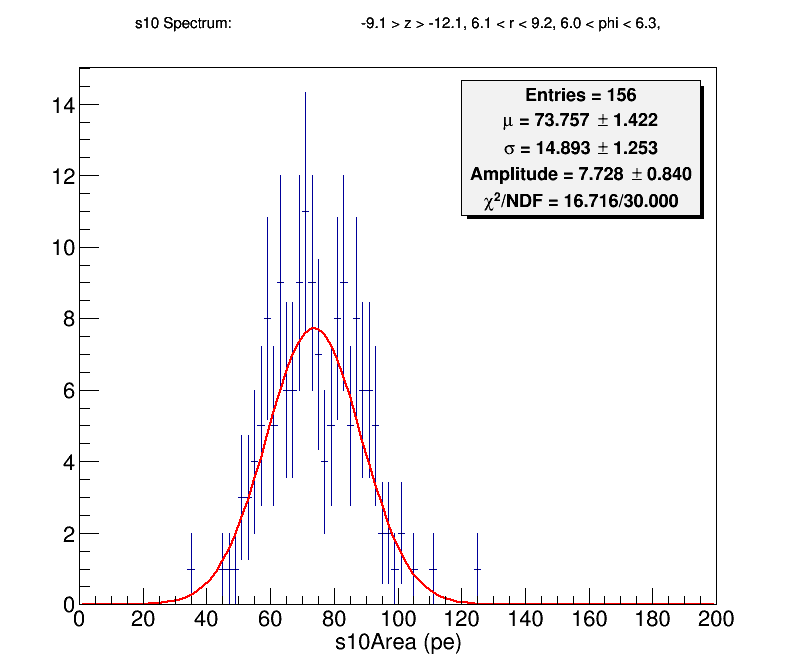 s10 Spectrum: -9.1 > z > -12.1, 6.1 < r < 9.2, 6.0 < phi < 6.3,
Entries = 156
μ = 73.757 ± 1.422
σ = 14.893 ± 1.253
Amplitude = 7.728 ± 0.840
χ²/NDF = 16.716/30.000
14
12
10
8
6
4
2
0
0 20 40 60 80 100 120 140 160 180 200
s10Area (pe)